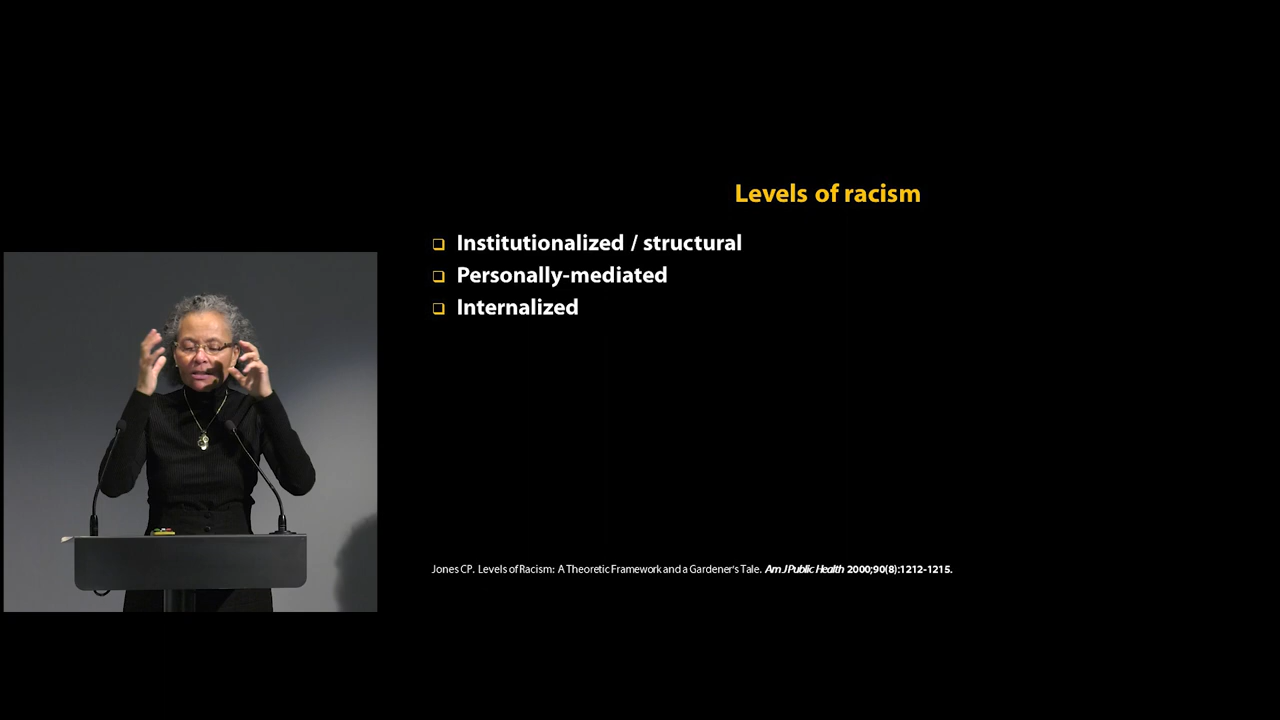 Levels of racism
❑ Institutionalized / structural
❑ Personally-mediated
❑ Internalized
Jones CP. Levels of Racism: A Theoretic Framework and a Gardener's Tale. Am J Public Health 2000;90(8):1212-1215.